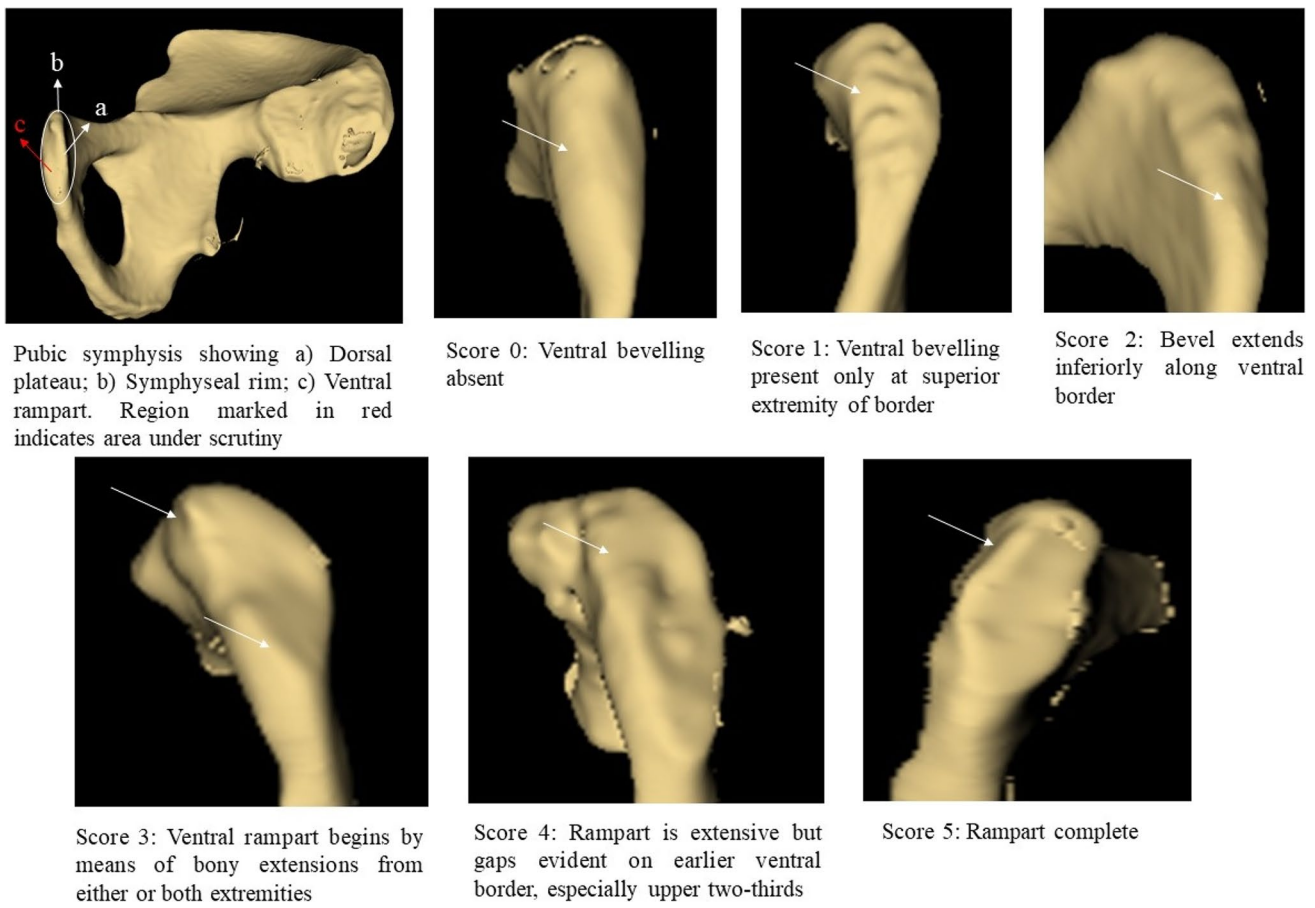 b
a
c
Pubic symphysis showing a) Dorsal
plateau; b) Symphyseal rim; c) Ventral
rampart. Region marked in red
indicates area under scrutiny
Score 0: Ventral bevelling
absent
Score 1: Ventral bevelling
present only at superior
extremity of border
Score 2: Bevel extends
inferiorly along ventral
border
Score 3: Ventral rampart begins by
means of bony extensions from
either or both extremities
Score 4: Rampart is extensive but
gaps evident on earlier ventral
border, especially upper two-thirds
Score 5: Rampart complete